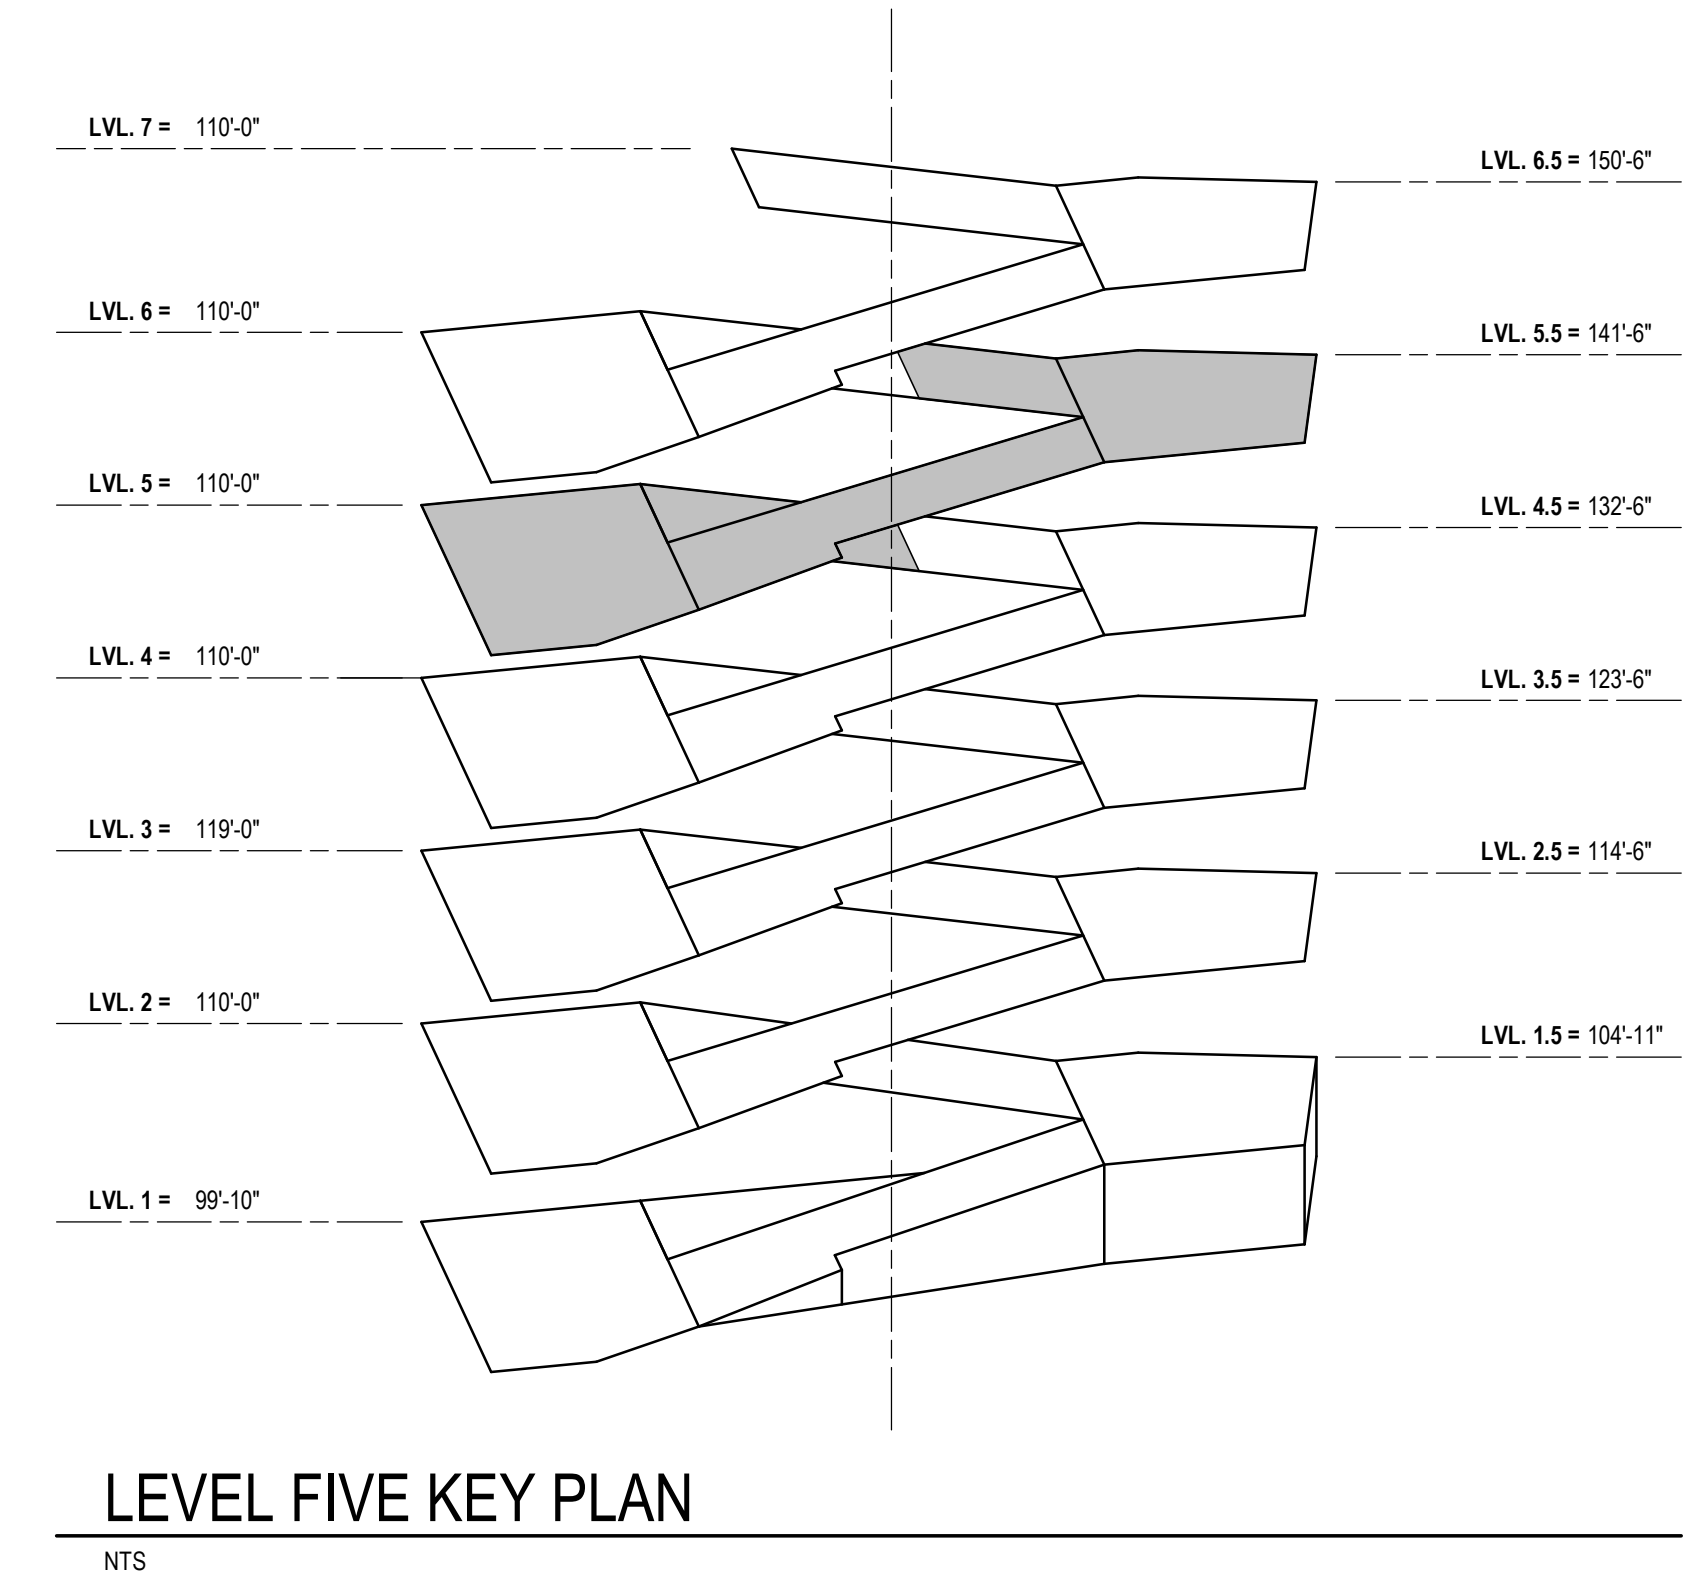 LVL. 7 = 110'-0"
LVL. 6.5 = 150'-6"
LVL. 6 = 110'-0"
LVL. 5.5 = 141'-6"
LVL. 5 = 110'-0"
LVL. 4.5 = 132'-6"
LVL. 4 = 110'-0"
LVL. 3.5 = 123'-6"
LVL. 3 = 119'-0"
LVL. 2.5 = 114'-6"
LVL. 2 = 110'-0"
LVL. 1.5 = 104'-11"
LVL. 1 = 99'-10"
LEVEL FIVE KEY PLAN
NTS